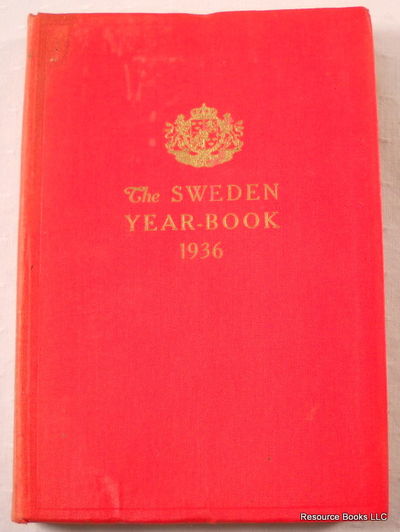 The SWEDEN
YEAR-BOOK
1936
Resource Books LLC